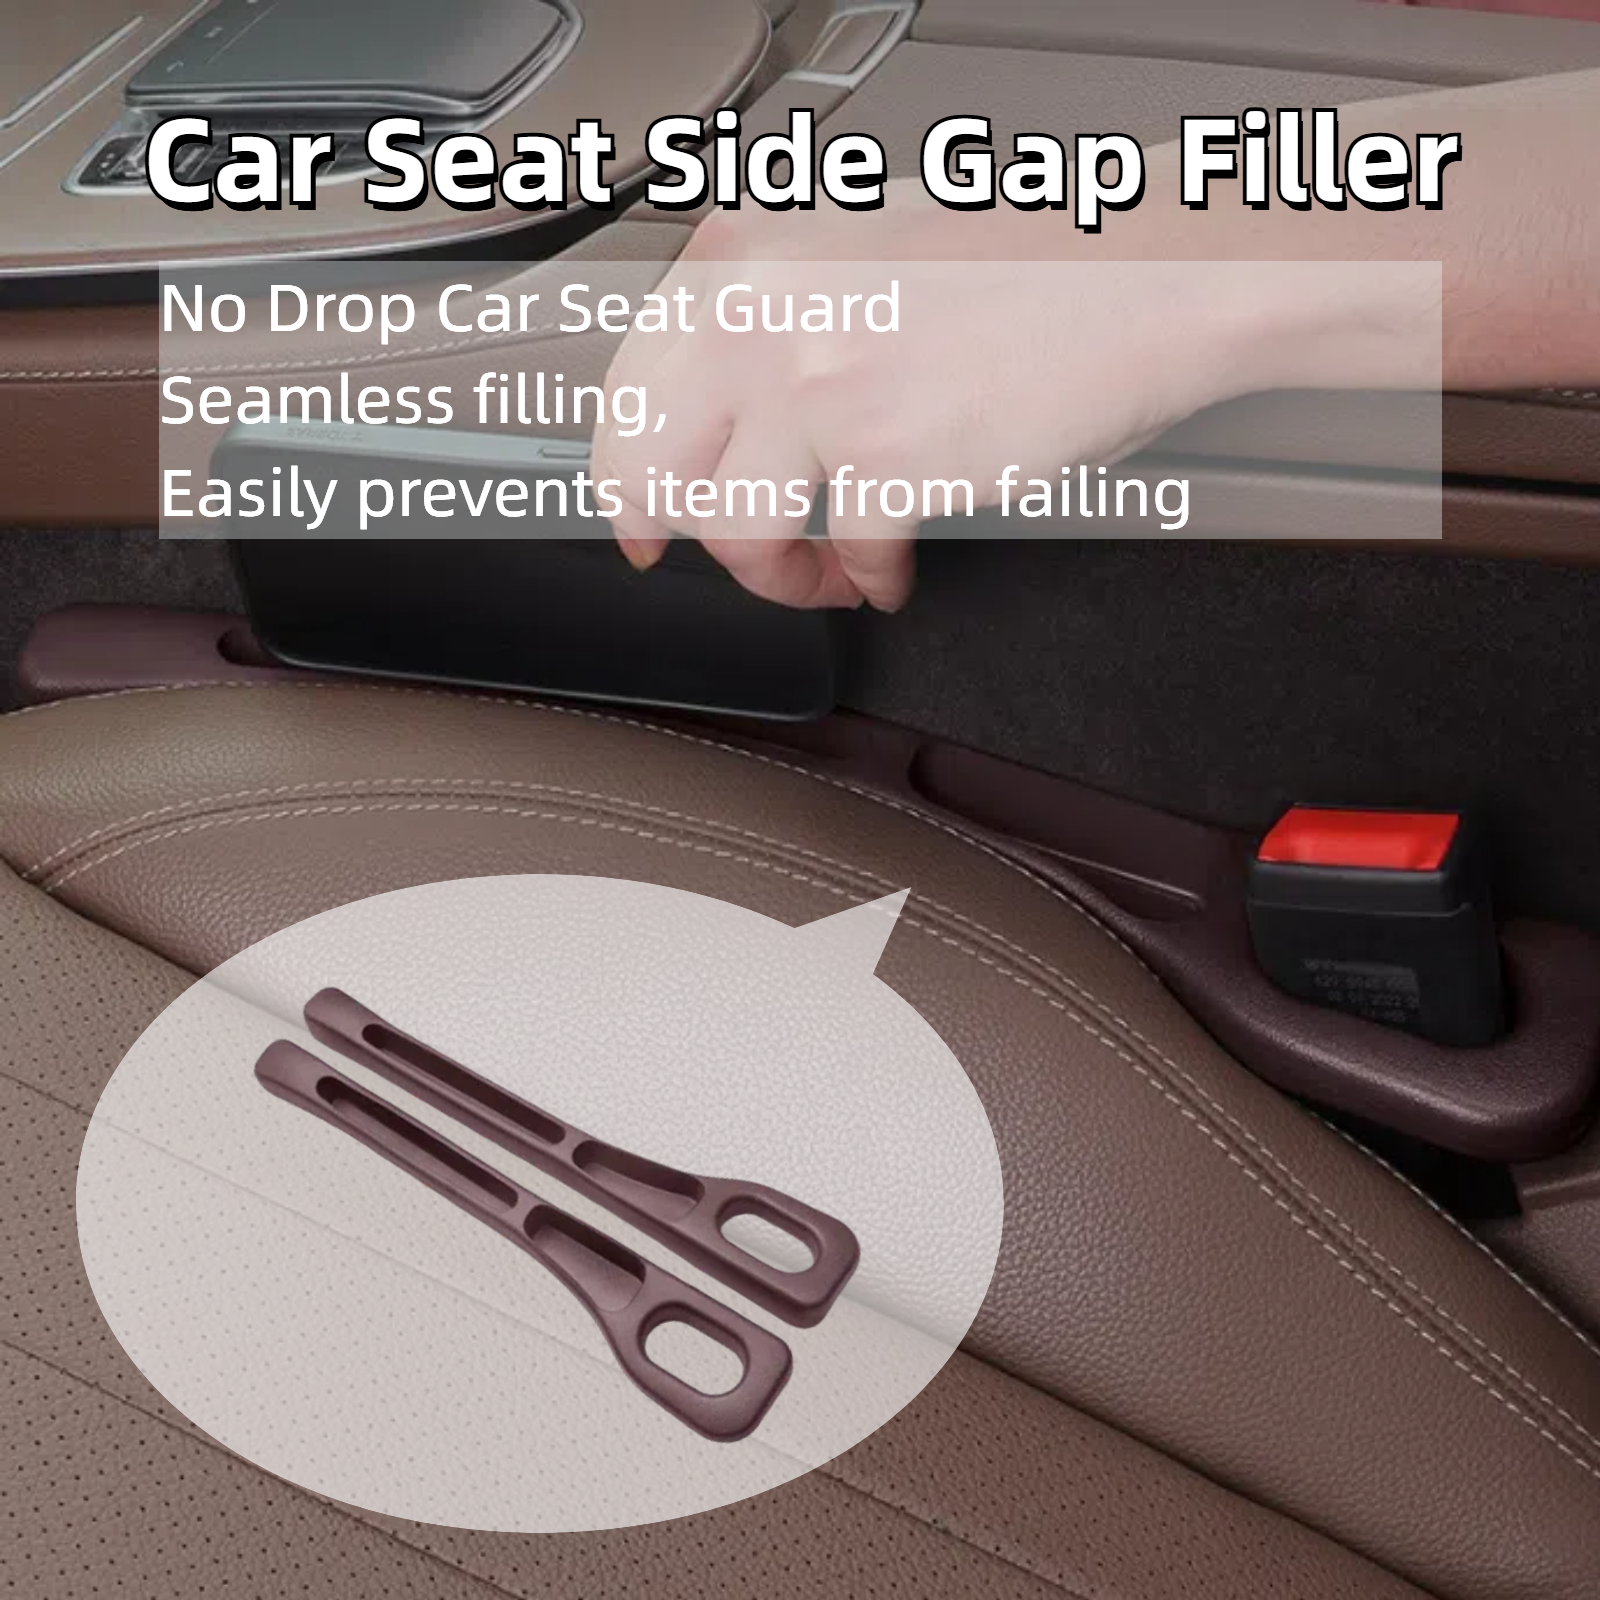 Car Seat Side Gap Filler
No Drop Car Seat Guard
Seamless filling,
Easily prevents items from failing